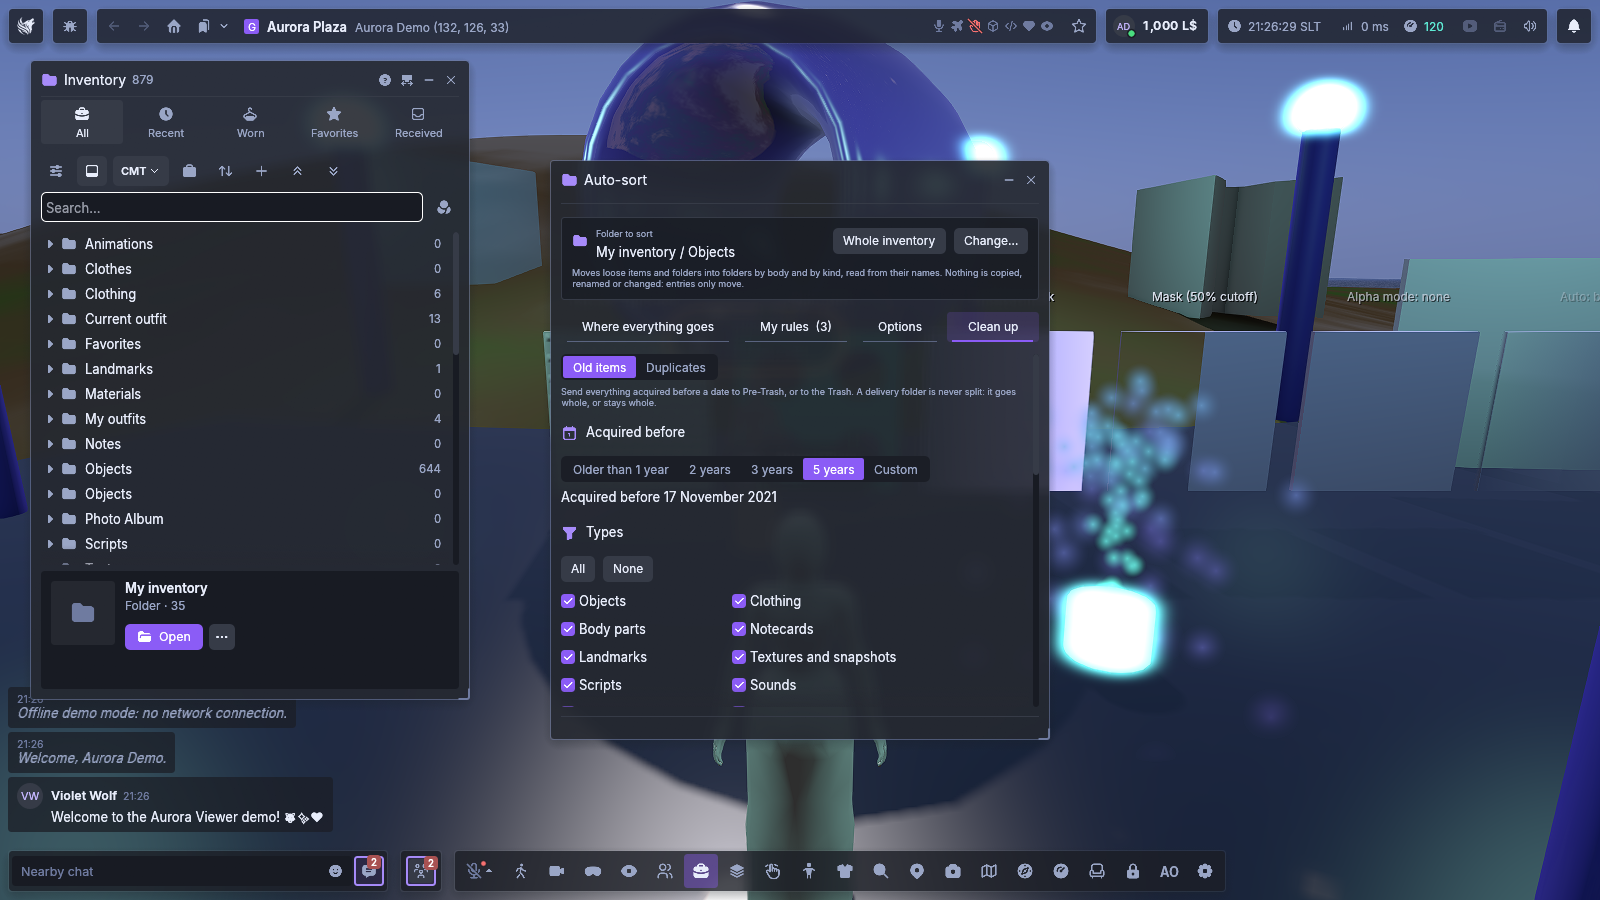 Aurora Plaza Aurora Demo (132, 126, 33)
AD 1,000 L$
21:26:29 SLT 0 ms 120
Inventory 879
All Recent Worn Favorites Received
CMT
Search...
Animations 0
Clothes 0
Clothing 6
Current outfit 13
Favorites 0
Landmarks 1
Materials 0
My outfits 4
Notes 0
Objects 644
Objects 0
Photo Album 0
Scripts 0
My inventory
Folder · 35
Open
Auto-sort
Folder to sort
My inventory / Objects
Whole inventory Change...
Moves loose items and folders into folders by body and by kind, read from their names. Nothing is copied,
renamed or changed: entries only move.
Where everything goes My rules (3) Options Clean up
Old items Duplicates
Send everything acquired before a date to Pre-Trash, or to the Trash. A delivery folder is never split: it goes
whole, or stays whole.
Acquired before
Older than 1 year 2 years 3 years 5 years Custom
Acquired before 17 November 2021
Types
All None
Objects Clothing
Body parts Notecards
Landmarks Textures and snapshots
Scripts Sounds
Mask (50% cutoff) Alpha mode: none Auto:
21:26
Offline demo mode: no network connection.
21:26
Welcome, Aurora Demo.
VW Violet Wolf 21:26
Welcome to the Aurora Viewer demo!
Nearby chat 2 2 AO